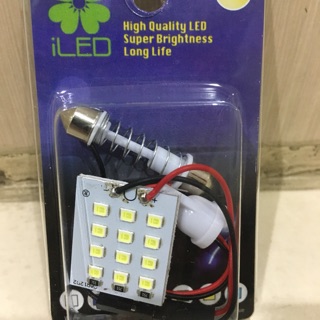 iLED
High Quality LED
Super Brightness
Long Life